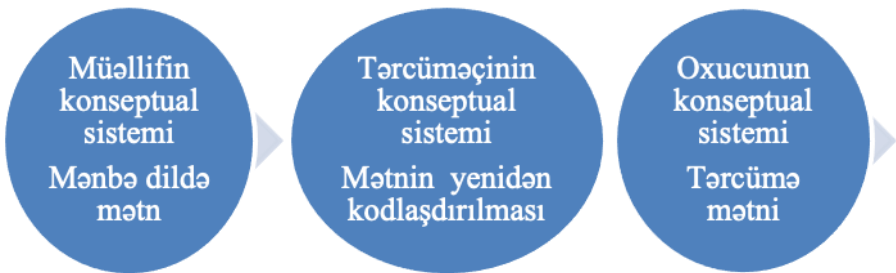 Müəllifin
konseptual
sistemi
Mənbə dildə
mətn
Tərcüməçinin
konseptual
sistemi
Mətnin yenidən
kodlaşdırılması
Oxucunun
konseptual
sistemi
Tərcümə
mətni